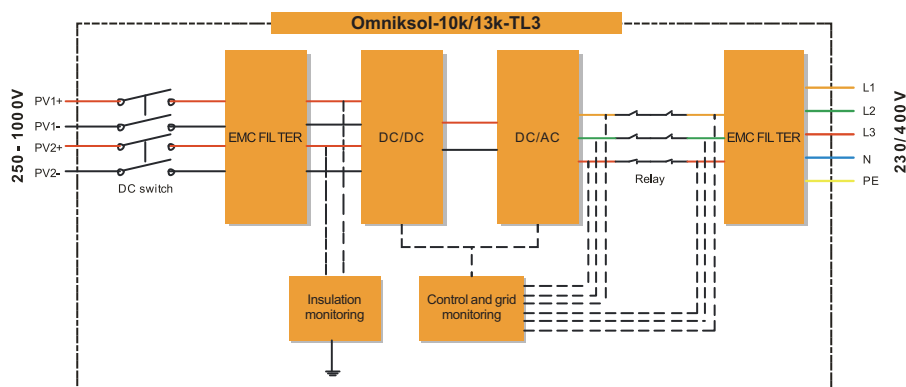 Omniksol-10k/13k-TL3
250-1000V
PV1+
PV1-
PV2+
PV2-
DC switch
EMC FILTER
DC/DC
DC/AC
Relay
EMC FILTER
L1
L2
L3
N
PE
230/400V
Insulation
monitoring
Control and grid
monitoring